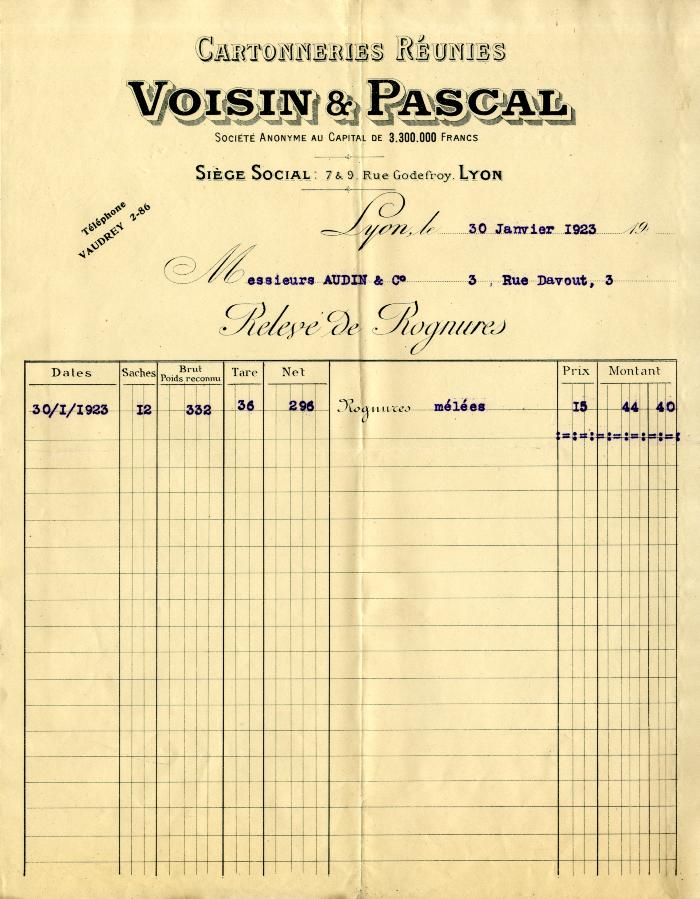 CARTONNERIES RÉUNIES
VOISIN & PASCAL
SOCIÉTÉ ANONYME AU CAPITAL DE 3.300.000 FRANCS
SIÈGE SOCIAL: 7 & 9, Rue Godefroy. LYON
Téléphone
VAUDREY 2-86
Lyon, le 30 Janvier I923 19
Messieurs AUDIN & C° 3 , Rue Davout, 3
Relevé de Rognures
Dates Saches Brut Poids reconnu Tare Net Prix Montant
30/I/1923 I2 332 36 296 Rognures mélées I5 44 40
:=:=:=:=:=:=:=: